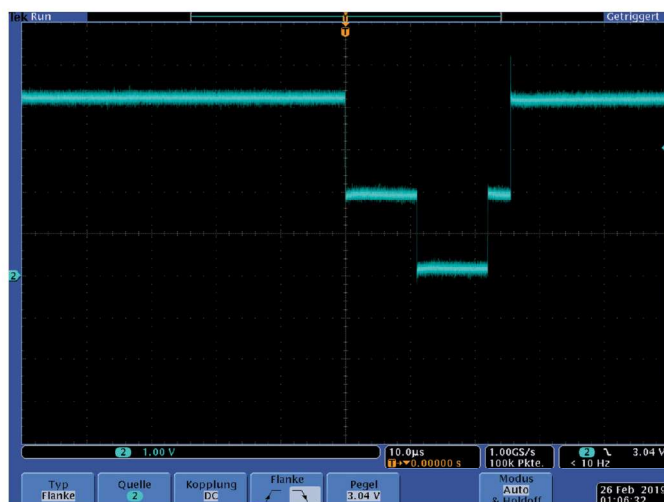 Tek Run
Getriggert
T
T
2
2 1.00 V
10.0µs
T→▼0.00000 s
1.00GS/s
100k Pkte.
2 3.04 V
< 10 Hz
Typ
Flanke
Quelle
2
Kopplung
DC
Flanke
Pegel
3.04 V
Modus
Auto
& Holdoff
26 Feb 2019
01:06:32